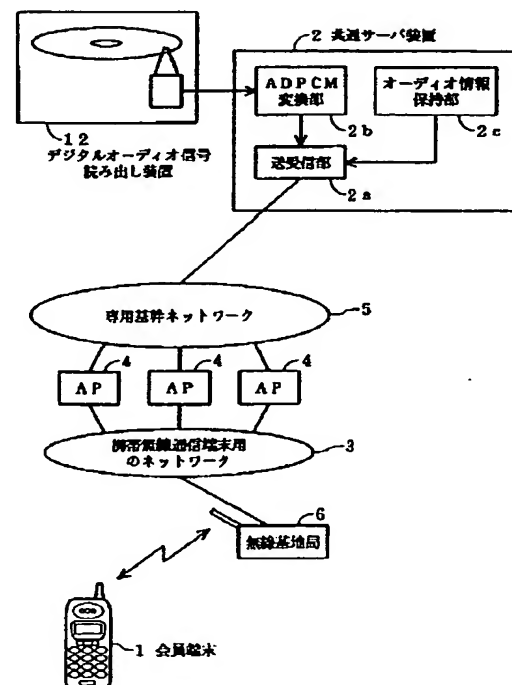 2 共通サーバ装置
ADPCM
変換部
2b
オーディオ情報
保持部
2c
12
デジタルオーディオ信号
読み出し装置
送受信部
2a
専用基幹ネットワーク
5
4
AP
4
AP
4
AP
携帯無線通信端末用
のネットワーク
3
6
無線基地局
1 会員端末